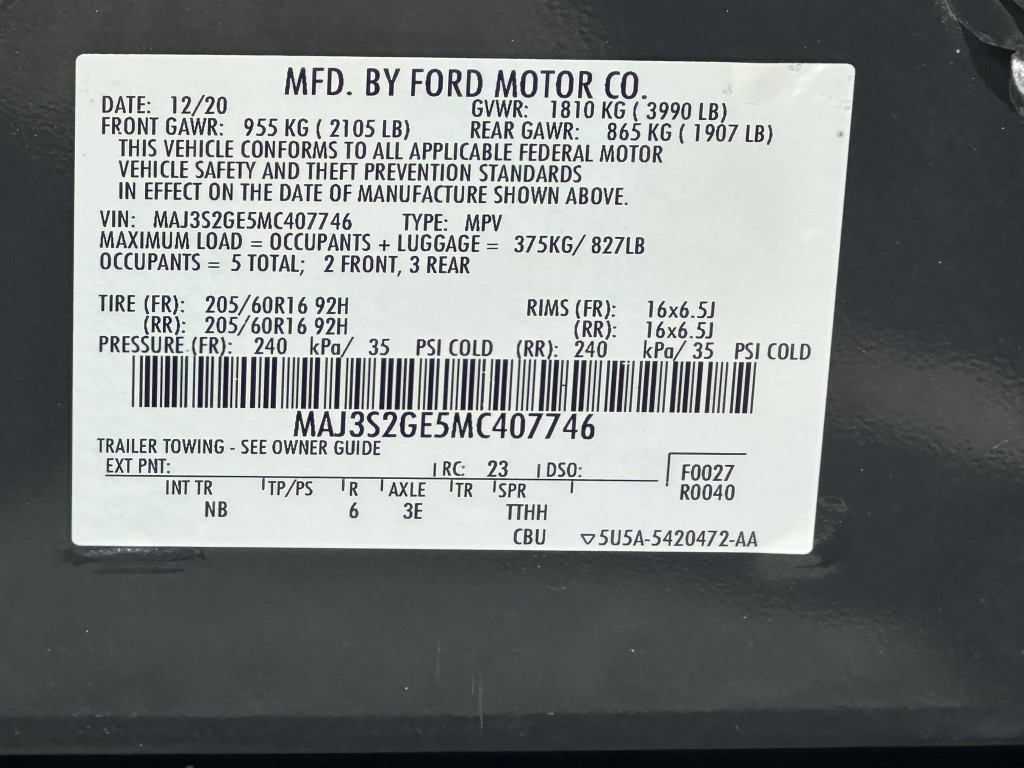 MFD. BY FORD MOTOR CO.
DATE: 12/20 GVWR: 1810 KG ( 3990 LB)
FRONT GAWR: 955 KG ( 2105 LB) REAR GAWR: 865 KG ( 1907 LB)
THIS VEHICLE CONFORMS TO ALL APPLICABLE FEDERAL MOTOR
VEHICLE SAFETY AND THEFT PREVENTION STANDARDS
IN EFFECT ON THE DATE OF MANUFACTURE SHOWN ABOVE.
VIN: MAJ3S2GE5MC407746 TYPE: MPV
MAXIMUM LOAD = OCCUPANTS + LUGGAGE = 375KG/ 827LB
OCCUPANTS = 5 TOTAL; 2 FRONT, 3 REAR
TIRE (FR): 205/60R16 92H RIMS (FR): 16x6.5J
(RR): 205/60R16 92H (RR): 16x6.5J
PRESSURE (FR): 240 kPa/ 35 PSI COLD (RR): 240 kPa/ 35 PSI COLD
MAJ3S2GE5MC407746
TRAILER TOWING - SEE OWNER GUIDE
EXT PNT: RC: 23 DSO: F0027
INT TR TP/PS R AXLE TR SPR R0040
NB 6 3E TTHH
CBU ▽5U5A-5420472-AA